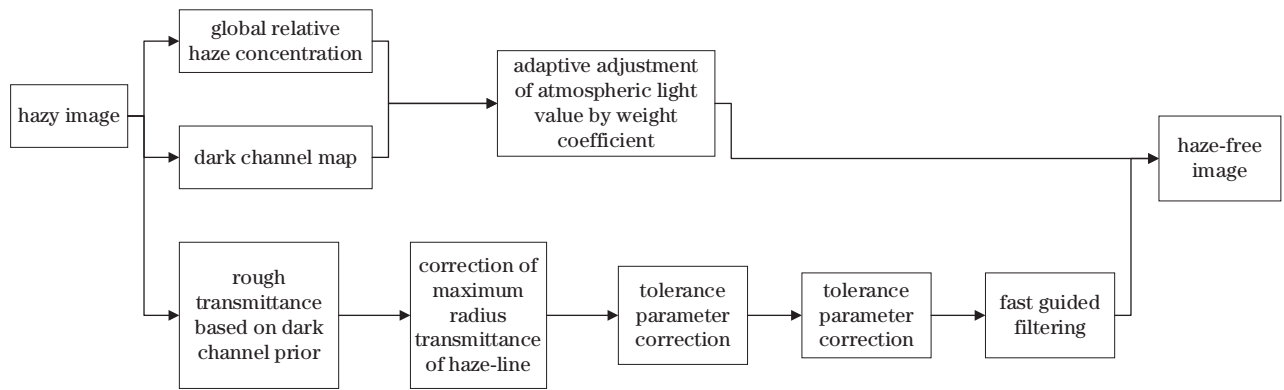 global relative
haze concentration
hazy image
dark channel map
adaptive adjustment
of atmospheric light
value by weight
coefficient
haze-free
image
rough
transmittance
based on dark
channel prior
correction of
maximum
radius
transmittance
of haze-line
tolerance
parameter
correction
tolerance
parameter
correction
fast guided
filtering